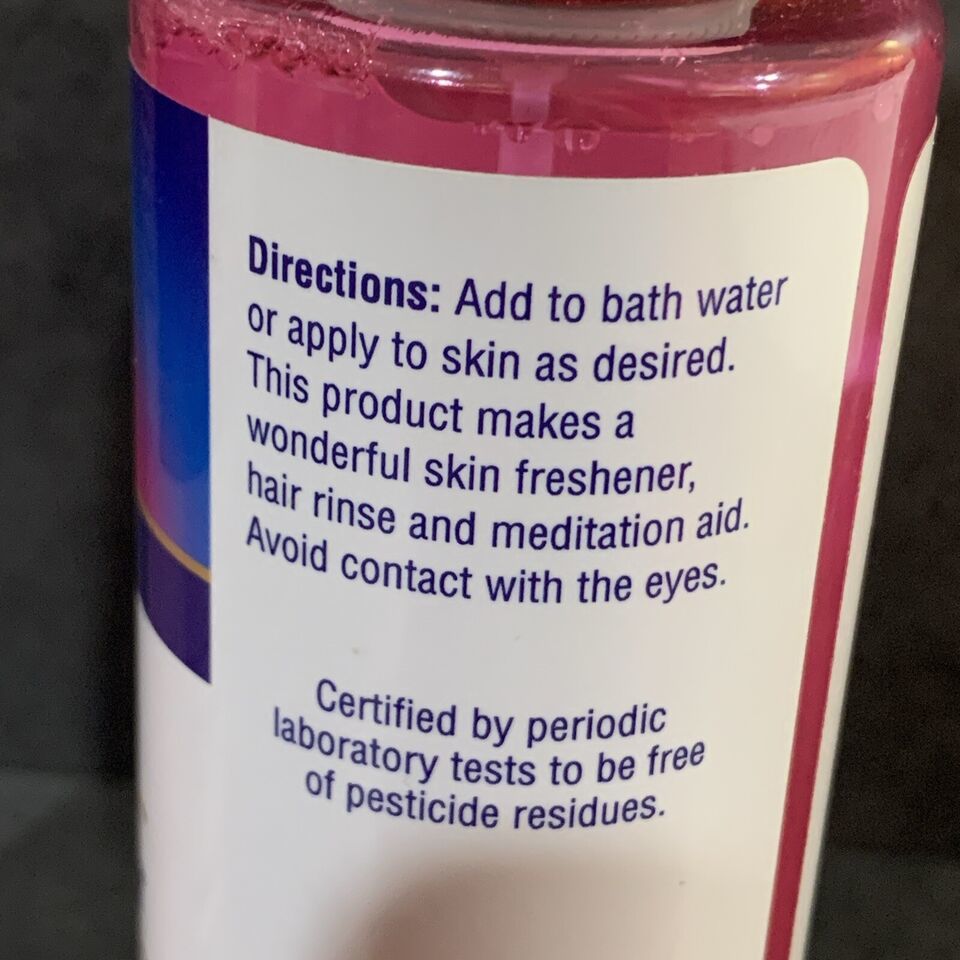 Directions: Add to bath water
or apply to skin as desired.
This product makes a
wonderful skin freshener,
hair rinse and meditation aid.
Avoid contact with the eyes.
Certified by periodic
laboratory tests to be free
of pesticide residues.